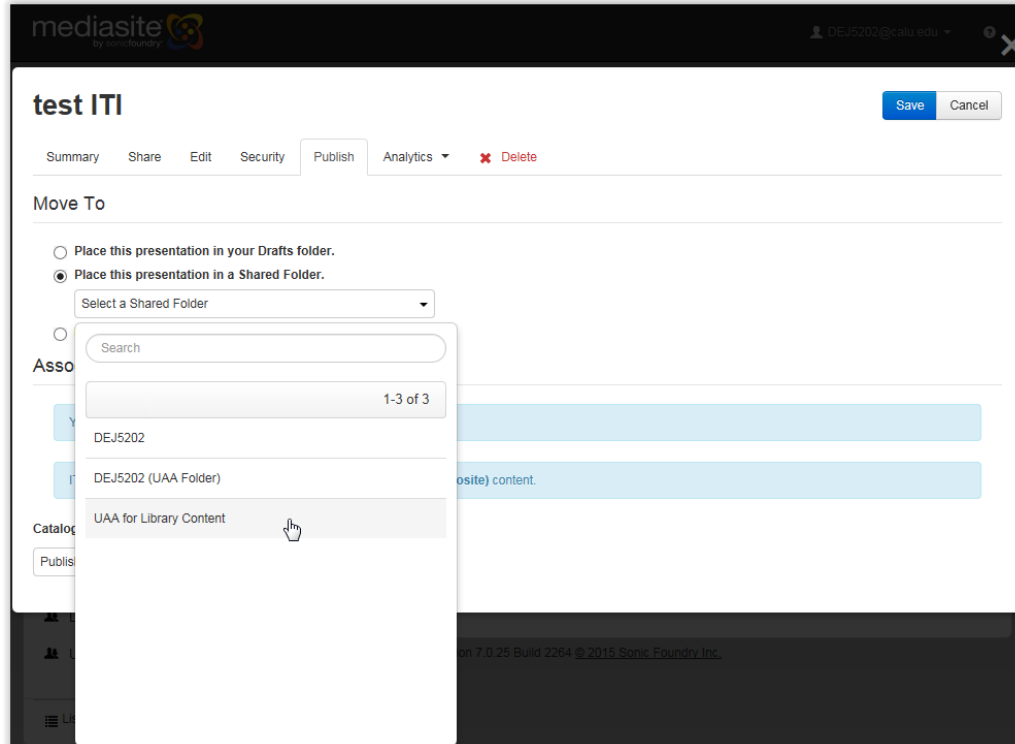 mediasite
by sonicfoundry
DEJ5202@calu.edu
test ITI
Save Cancel
Summary Share Edit Security Publish Analytics Delete
Move To
Place this presentation in your Drafts folder.
Place this presentation in a Shared Folder.
Select a Shared Folder
Search
Asso
1-3 of 3
Y
DEJ5202
DEJ5202 (UAA Folder)
IT osite) content.
UAA for Library Content
Catalog
Publis
on 7.0.25 Build 2264 © 2015 Sonic Foundry Inc.
Lis